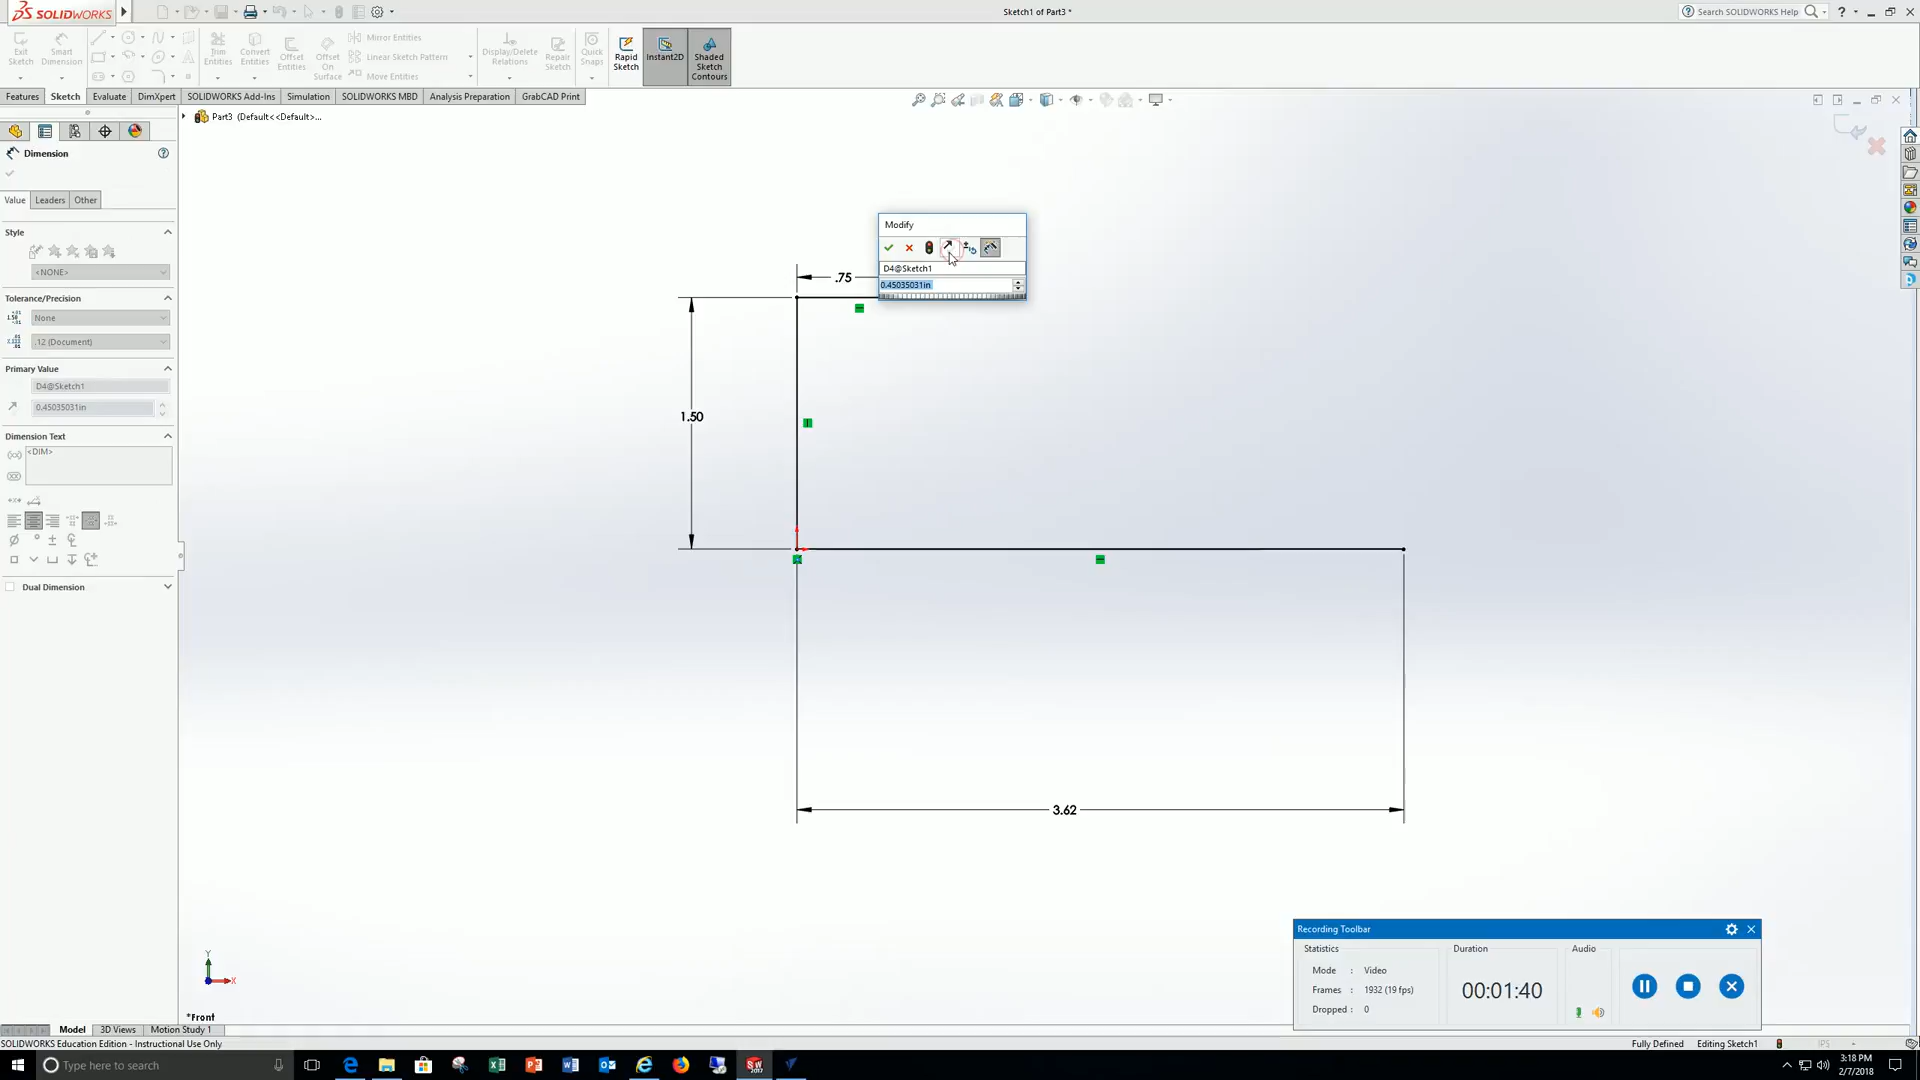 SOLIDWORKS
Sketch1 of Part3 *
Search SOLIDWORKS Help
Exit Sketch
Smart Dimension
Trim Entities
Convert Entities
Offset Entities
Offset On Surface
Mirror Entities
Linear Sketch Pattern
Move Entities
Display/Delete Relations
Repair Sketch
Quick Snaps
Rapid Sketch
Instant2D
Shaded Sketch Contours
Features Sketch Evaluate DimXpert SOLIDWORKS Add-Ins Simulation SOLIDWORKS MBD Analysis Preparation GrabCAD Print
Part3 (Default<<Default>...
Dimension
Value Leaders Other
Style
<NONE>
Tolerance/Precision
None
.12 (Document)
Primary Value
D4@Sketch1
0.45035031in
Dimension Text
<DIM>
Dual Dimension
Modify
D4@Sketch1
0.45035031in
.75
1.50
3.62
Y
X
*Front
Recording Toolbar
Statistics
Mode : Video
Frames : 1932 (19 fps)
Dropped : 0
Duration
00:01:40
Audio
Model 3D Views Motion Study 1
SOLIDWORKS Education Edition - Instructional Use Only
Fully Defined Editing Sketch1 IPS
Type here to search
3:18 PM
2/7/2018